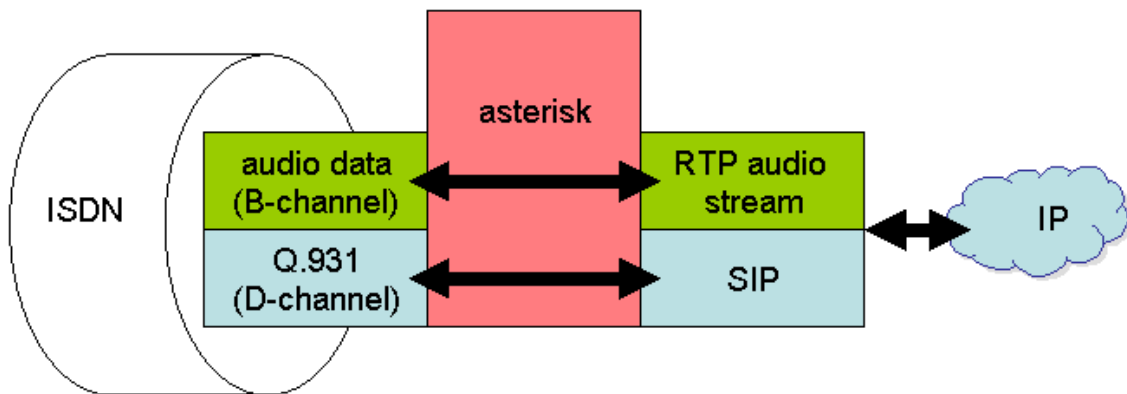 asterisk
ISDN
audio data
(B-channel)
RTP audio
stream
IP
Q.931
(D-channel)
SIP